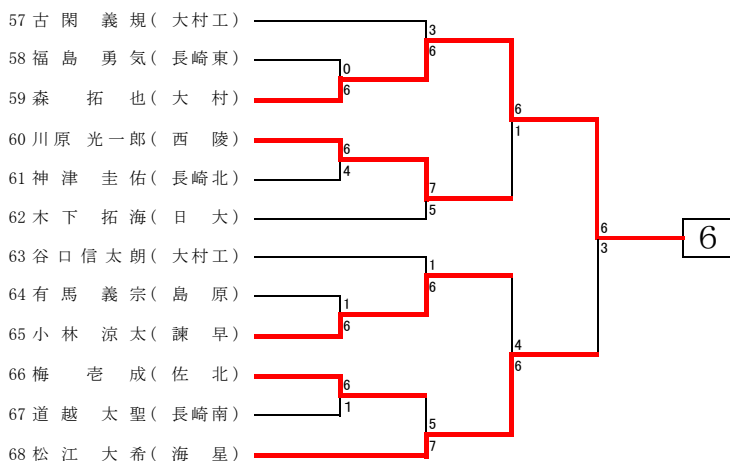 57 古閑 義規( 大村工)
3
58 福島 勇気( 長崎東)
6
0
59 森 拓也( 大村)
6
6
60 川原 光一郎( 西陵)
1
6
61 神津 圭佑( 長崎北)
4
7
62 木下 拓海( 日大)
5
6
6
63 谷口信太朗( 大村工)
3
1
64 有馬 義宗( 島原)
6
1
65 小林 涼太( 諫早)
6
4
66 梅 壱成( 佐北)
6
6
67 道越 太聖( 長崎南)
1
5
68 松江 大希( 海星)
7